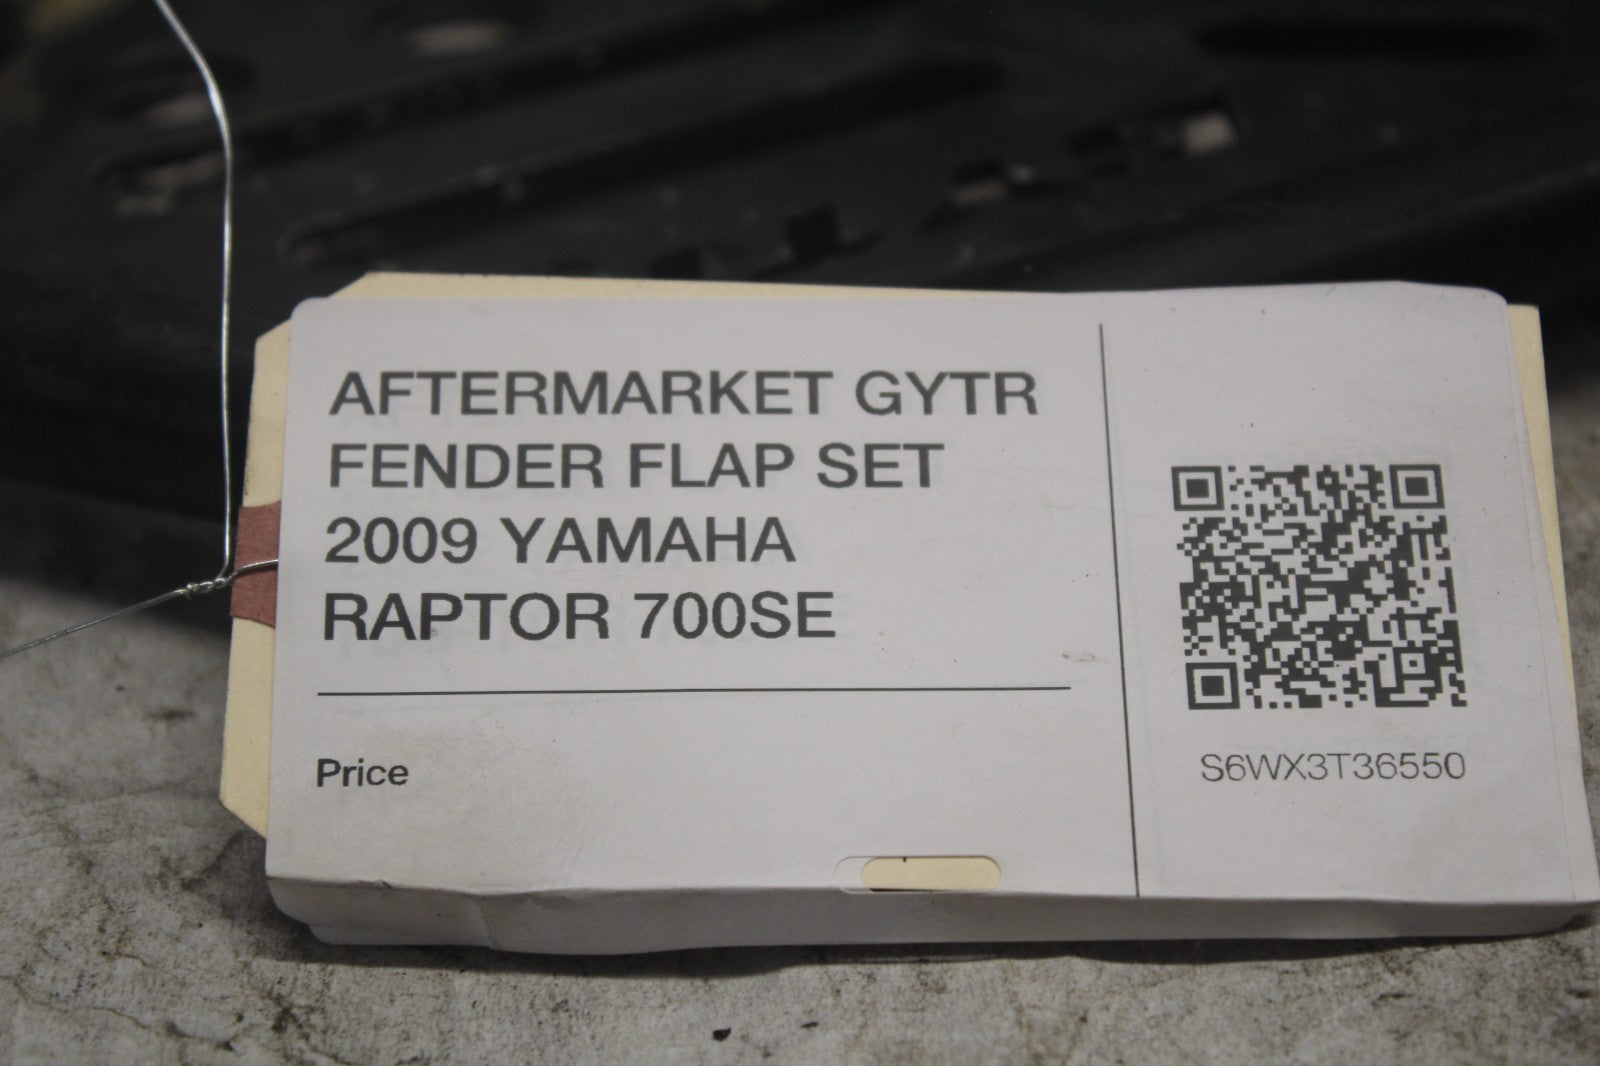 AFTERMARKET GYTR
FENDER FLAP SET
2009 YAMAHA
RAPTOR 700SE
Price
S6WX3T36550